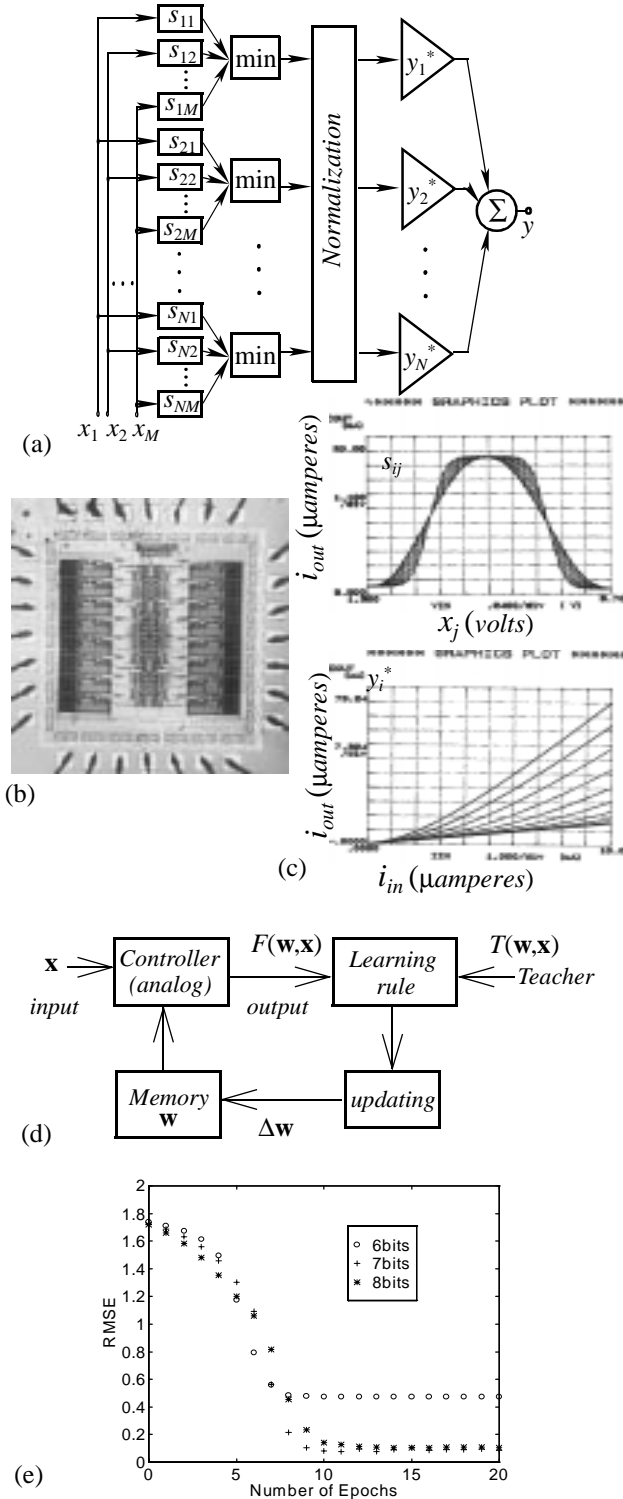 s11
s12
s1M
min
s21
s22
s2M
min
sN1
sN2
sNM
min
Normalization
y1*
y2*
yN*
Σ
y
x1 x2 xM
(a)
GRAPHICS PLOT
sij
iout (μamperes)
xj (volts)
(b)
GRAPHICS PLOT
yi*
iout (μamperes)
iin (μamperes)
(c)
x
input
Controller
(analog)
F(w,x)
output
Learning
rule
T(w,x)
Teacher
Memory
w
Δw
updating
(d)
2
1.8
1.6
1.4
1.2
1
0.8
0.6
0.4
0.2
0
RMSE
6bits
7bits
8bits
0 5 10 15 20
Number of Epochs
(e)